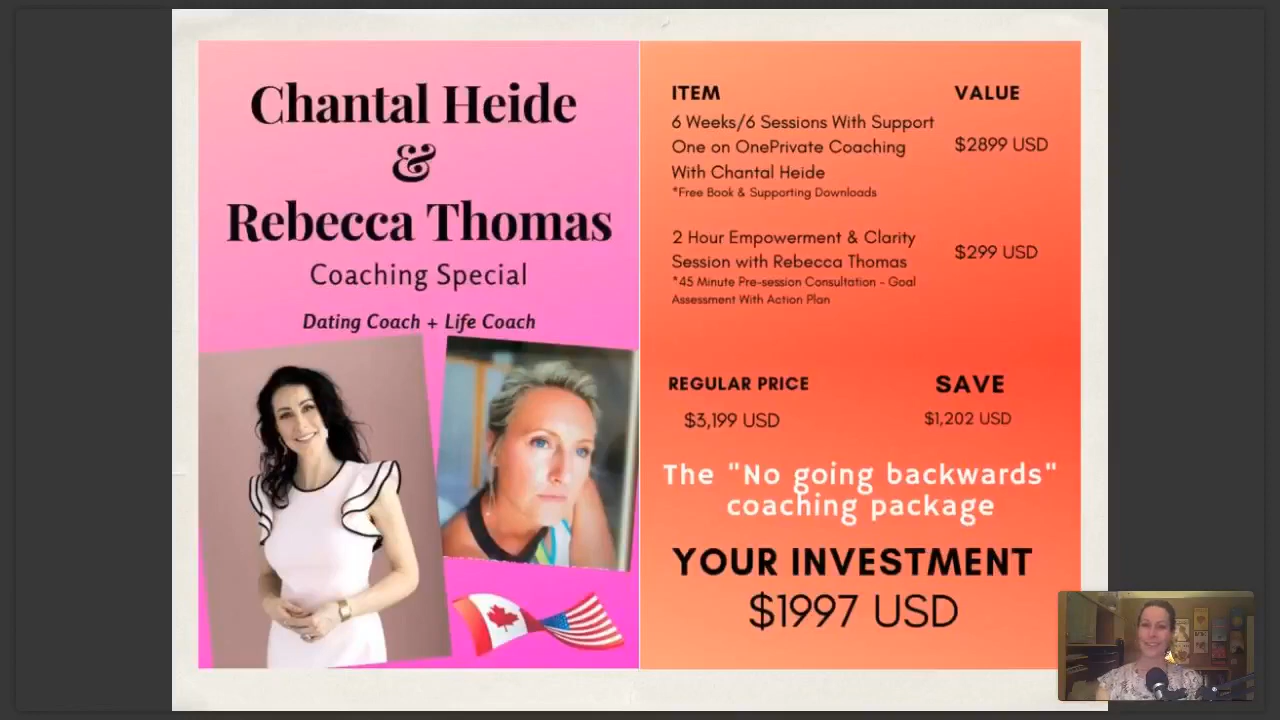 Chantal Heide
&
Rebecca Thomas
Coaching Special
Dating Coach + Life Coach
ITEM
VALUE
6 Weeks/6 Sessions With Support
One on OnePrivate Coaching
With Chantal Heide
*Free Book & Supporting Downloads
$2899 USD
2 Hour Empowerment & Clarity
Session with Rebecca Thomas
*45 Minute Pre-session Consultation - Goal
Assessment With Action Plan
$299 USD
REGULAR PRICE
SAVE
$3,199 USD
$1,202 USD
The "No going backwards"
coaching package
YOUR INVESTMENT
$1997 USD